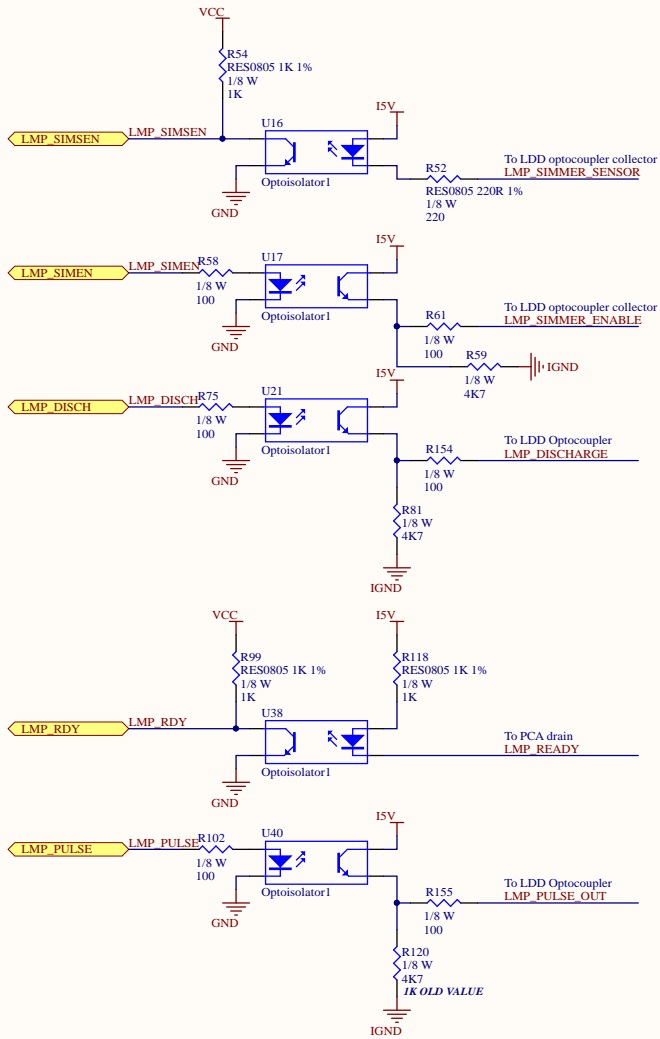 VCC
R54
RES0805 1K 1%
1/8 W
1K
LMP_SIMSEN
LMP_SIMSEN
GND
U16
Optoisolator1
I5V
R52
RES0805 220R 1%
1/8 W
220
To LDD optocoupler collector
LMP_SIMMER_SENSOR
LMP_SIMEN
LMP_SIMEN
R58
1/8 W
100
GND
U17
Optoisolator1
I5V
R61
1/8 W
100
To LDD optocoupler collector
LMP_SIMMER_ENABLE
R59
1/8 W
4K7
IGND
LMP_DISCH
LMP_DISCH
R75
1/8 W
100
GND
U21
Optoisolator1
I5V
R154
1/8 W
100
To LDD Optocoupler
LMP_DISCHARGE
R81
1/8 W
4K7
IGND
VCC
R99
RES0805 1K 1%
1/8 W
1K
LMP_RDY
LMP_RDY
GND
U38
Optoisolator1
I5V
R118
RES0805 1K 1%
1/8 W
1K
To PCA drain
LMP_READY
LMP_PULSE
LMP_PULSE
R102
1/8 W
100
GND
U40
Optoisolator1
I5V
R155
1/8 W
100
To LDD Optocoupler
LMP_PULSE_OUT
R120
1/8 W
4K7
1K OLD VALUE
IGND